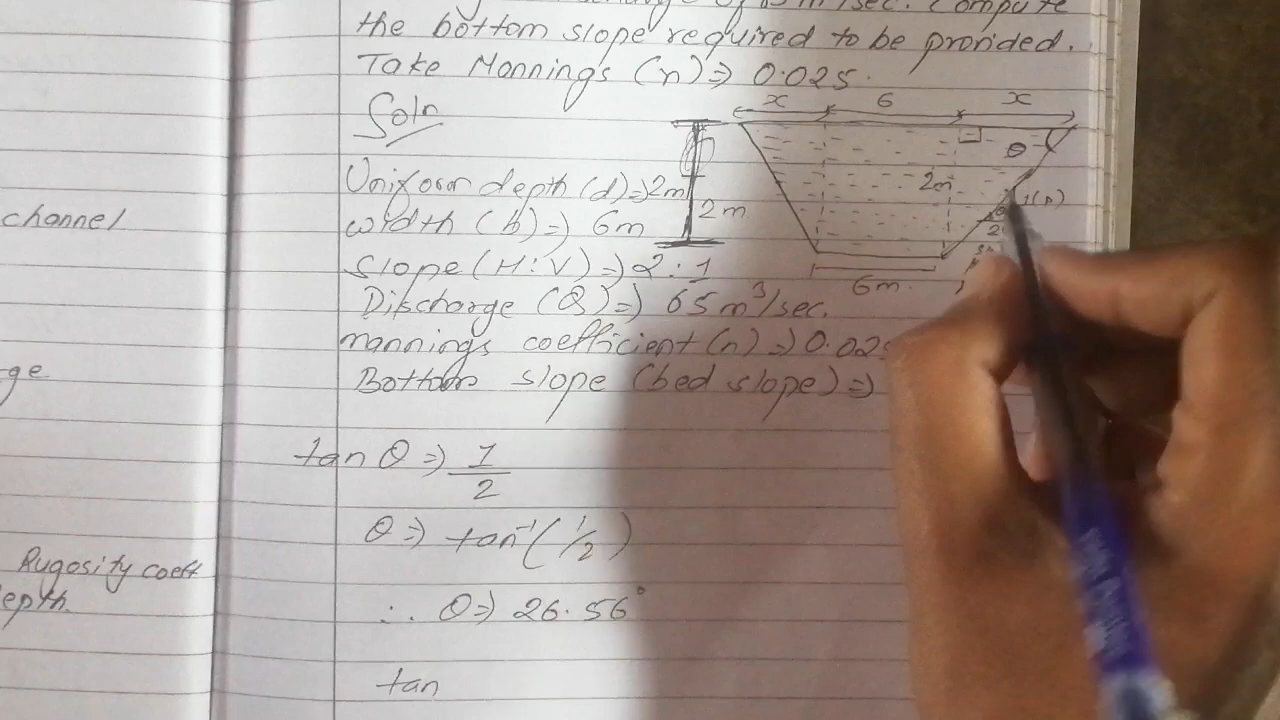 the bottom slope required to be provided.
Take Mannings (n) ⇒ 0.025.
Soln
x 6 x
θ
Uniform depth (d) ⇒ 2m
2m
2m
width (b) ⇒ 6m
channel
2
Slope (H:V) ⇒ 2:1
6m.
Discharge (Q) ⇒ 65 m³/sec.
mannings coefficient (n) ⇒ 0.025
Bottom slope (bed slope) ⇒
ge
tan θ ⇒ 1
2
θ ⇒ tan⁻¹(1/2)
Rugosity coeff
∴ θ ⇒ 26.56°
epth.
tan